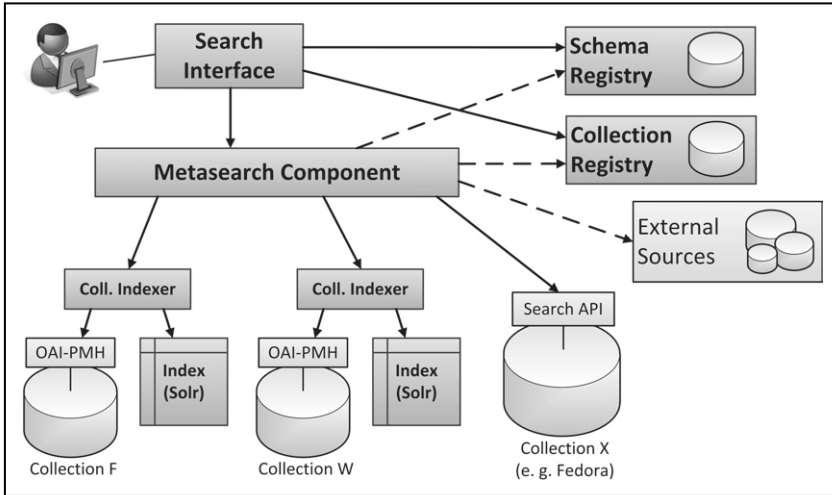 Search
Interface
Schema
Registry
Collection
Registry
Metasearch Component
External
Sources
Coll. Indexer
Coll. Indexer
Search API
OAI-PMH
Index
(Solr)
OAI-PMH
Index
(Solr)
Collection F
Collection W
Collection X
(e. g. Fedora)